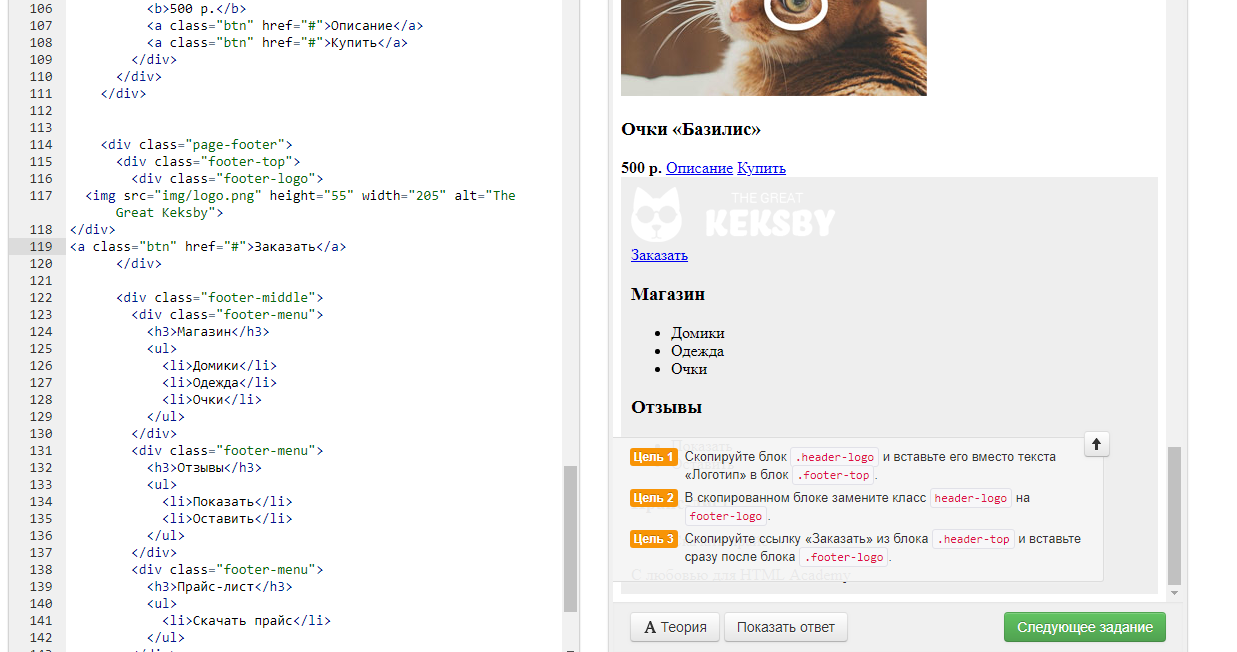 106 <b>500 р.</b>
107 <a class="btn" href="#">Описание</a>
108 <a class="btn" href="#">Купить</a>
109 </div>
110 </div>
111 </div>
112
113
114 <div class="page-footer">
115 <div class="footer-top">
116 <div class="footer-logo">
117 <img src="img/logo.png" height="55" width="205" alt="The
Great Keksby">
118 </div>
119 <a class="btn" href="#">Заказать</a>
120 </div>
121
122 <div class="footer-middle">
123 <div class="footer-menu">
124 <h3>Магазин</h3>
125 <ul>
126 <li>Домики</li>
127 <li>Одежда</li>
128 <li>Очки</li>
129 </ul>
130 </div>
131 <div class="footer-menu">
132 <h3>Отзывы</h3>
133 <ul>
134 <li>Показать</li>
135 <li>Оставить</li>
136 </ul>
137 </div>
138 <div class="footer-menu">
139 <h3>Прайс-лист</h3>
140 <ul>
141 <li>Скачать прайс</li>
142 </ul>
Очки «Базилис»
500 р. Описание Купить
THE GREAT
KEKSBY
Заказать
Магазин
Домики
Одежда
Очки
Отзывы
Показать
Цель 1 Скопируйте блок .header-logo и вставьте его вместо текста
«Логотип» в блок .footer-top.
Цель 2 В скопированном блоке замените класс header-logo на
footer-logo.
Цель 3 Скопируйте ссылку «Заказать» из блока .header-top и вставьте
сразу после блока .footer-logo.
С любовью для HTML Academy
A Теория
Показать ответ
Следующее задание